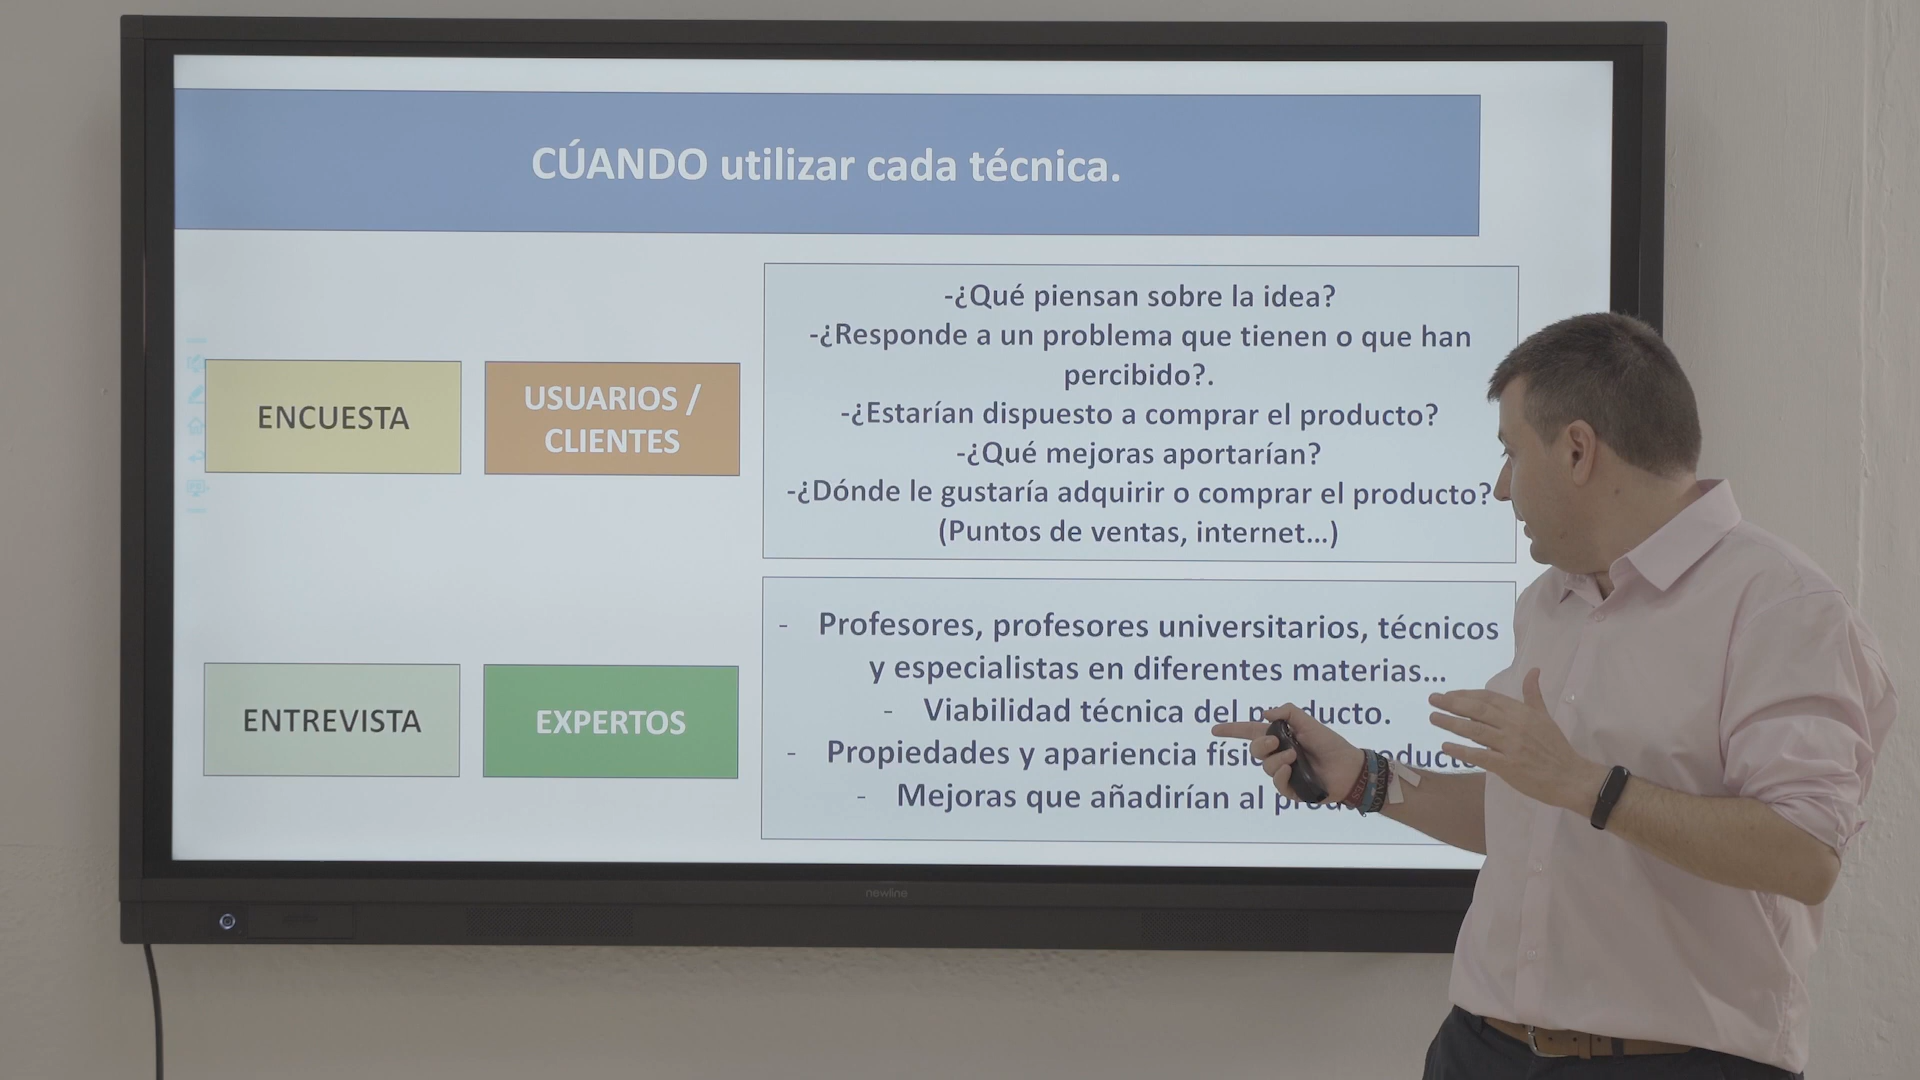 CÚANDO utilizar cada técnica.
ENCUESTA
USUARIOS /
CLIENTES
-¿Qué piensan sobre la idea?
-¿Responde a un problema que tienen o que han
percibido?.
-¿Estarían dispuesto a comprar el producto?
-¿Qué mejoras aportarían?
-¿Dónde le gustaría adquirir o comprar el producto?
(Puntos de ventas, internet...)
ENTREVISTA
EXPERTOS
- Profesores, profesores universitarios, técnicos
y especialistas en diferentes materias...
- Viabilidad técnica del producto.
- Propiedades y apariencia
- Mejoras que añadirían al
newline